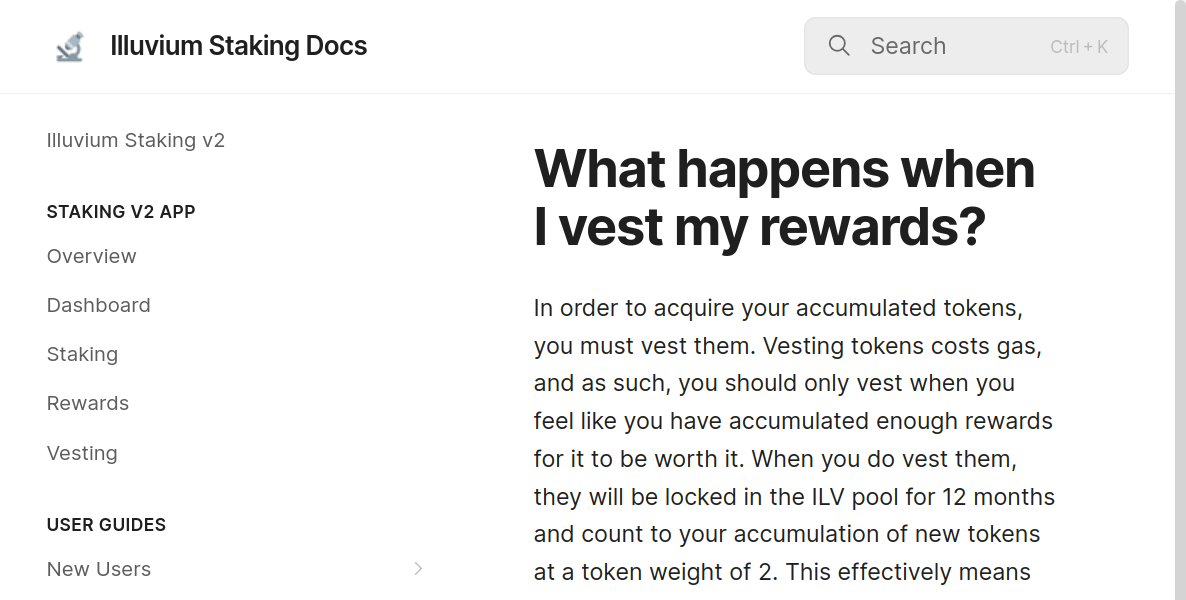 Illuvium Staking Docs
Search
Ctrl + K
Illuvium Staking v2
STAKING V2 APP
Overview
Dashboard
Staking
Rewards
Vesting
USER GUIDES
New Users
What happens when
I vest my rewards?
In order to acquire your accumulated tokens,
you must vest them. Vesting tokens costs gas,
and as such, you should only vest when you
feel like you have accumulated enough rewards
for it to be worth it. When you do vest them,
they will be locked in the ILV pool for 12 months
and count to your accumulation of new tokens
at a token weight of 2. This effectively means